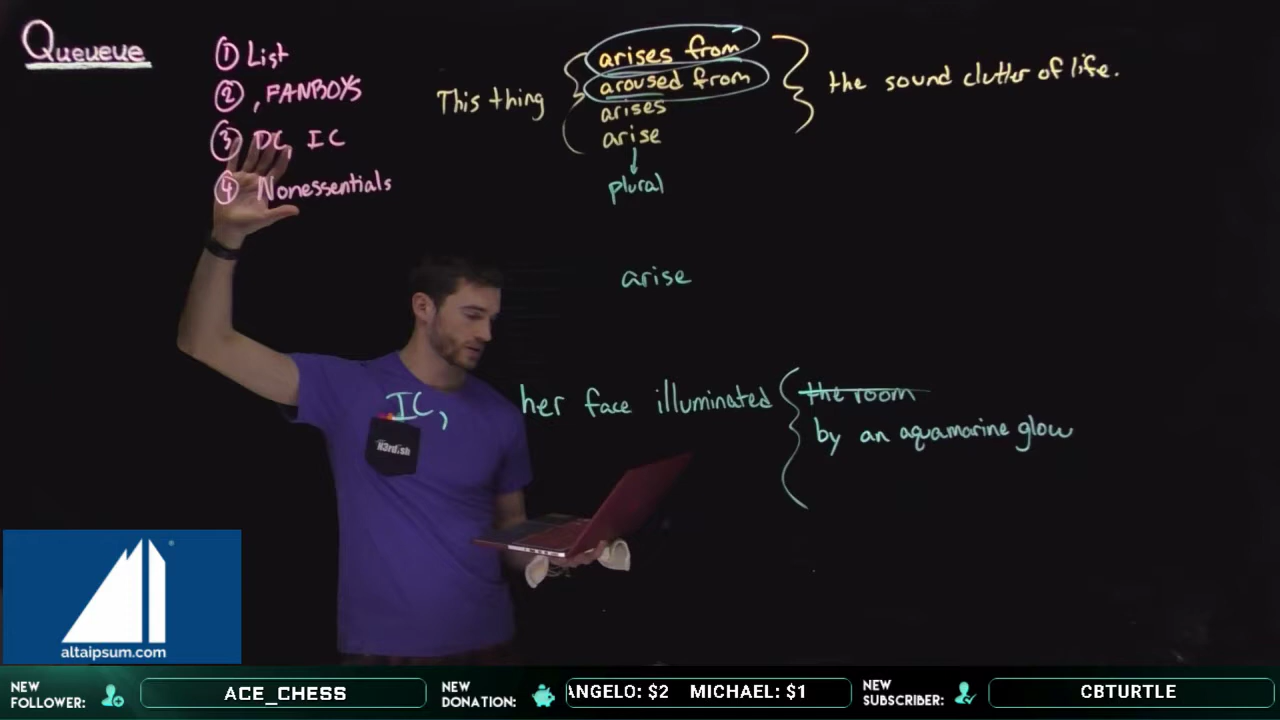 Queueue
① List
② , FANBOYS
③ DC, IC
④ Nonessentials
This thing
arises from
aroused from
arises
arise
plural
the sound clutter of life.
arise
IC, her face illuminated
the room
by an aquamarine glow
altaipsum.com
NEW FOLLOWER: ACE_CHESS
NEW DONATION: ANGELO: $2 MICHAEL: $1
NEW SUBSCRIBER: CBTURTLE